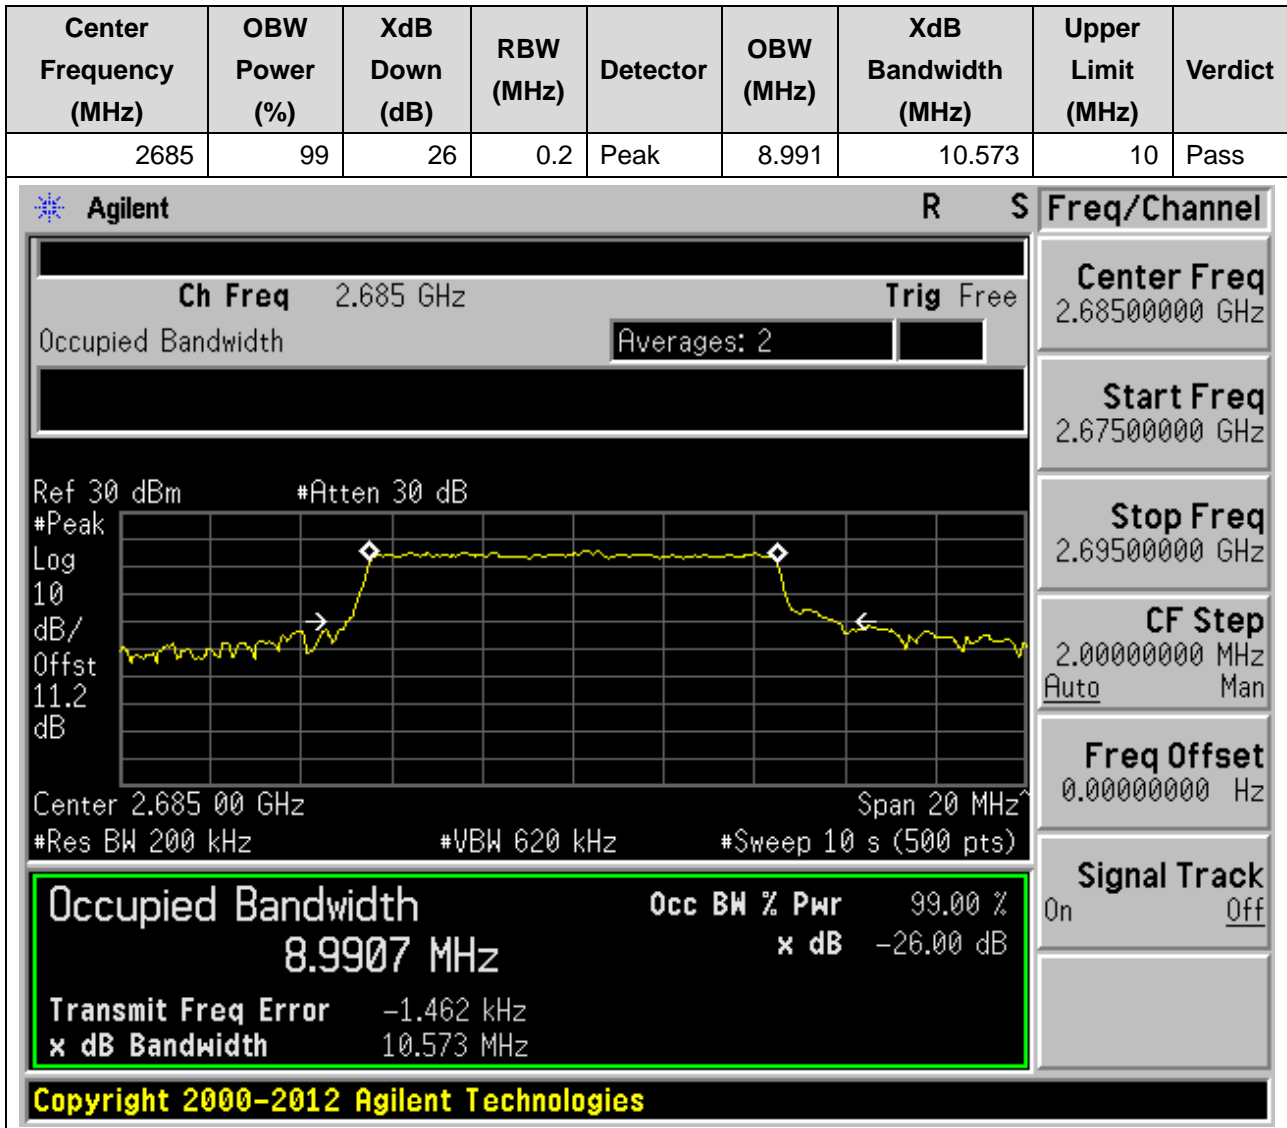 Center Frequency (MHz) OBW Power (%) XdB Down (dB) RBW (MHz) Detector OBW (MHz) XdB Bandwidth (MHz) Upper Limit (MHz) Verdict
2685 99 26 0.2 Peak 8.991 10.573 10 Pass
Agilent R S Freq/Channel
Ch Freq 2.685 GHz Trig Free
Occupied Bandwidth Averages: 2
Center Freq
2.68500000 GHz
Start Freq
2.67500000 GHz
Stop Freq
2.69500000 GHz
CF Step
2.00000000 MHz
Auto Man
Freq Offset
0.00000000 Hz
Signal Track
On Off
Ref 30 dBm #Atten 30 dB
#Peak
Log
10
dB/
Offst
11.2
dB
Center 2.685 00 GHz Span 20 MHz^
#Res BW 200 kHz #VBW 620 kHz #Sweep 10 s (500 pts)
Occupied Bandwidth Occ BW % Pwr 99.00 %
8.9907 MHz x dB -26.00 dB
Transmit Freq Error -1.462 kHz
x dB Bandwidth 10.573 MHz
Copyright 2000-2012 Agilent Technologies